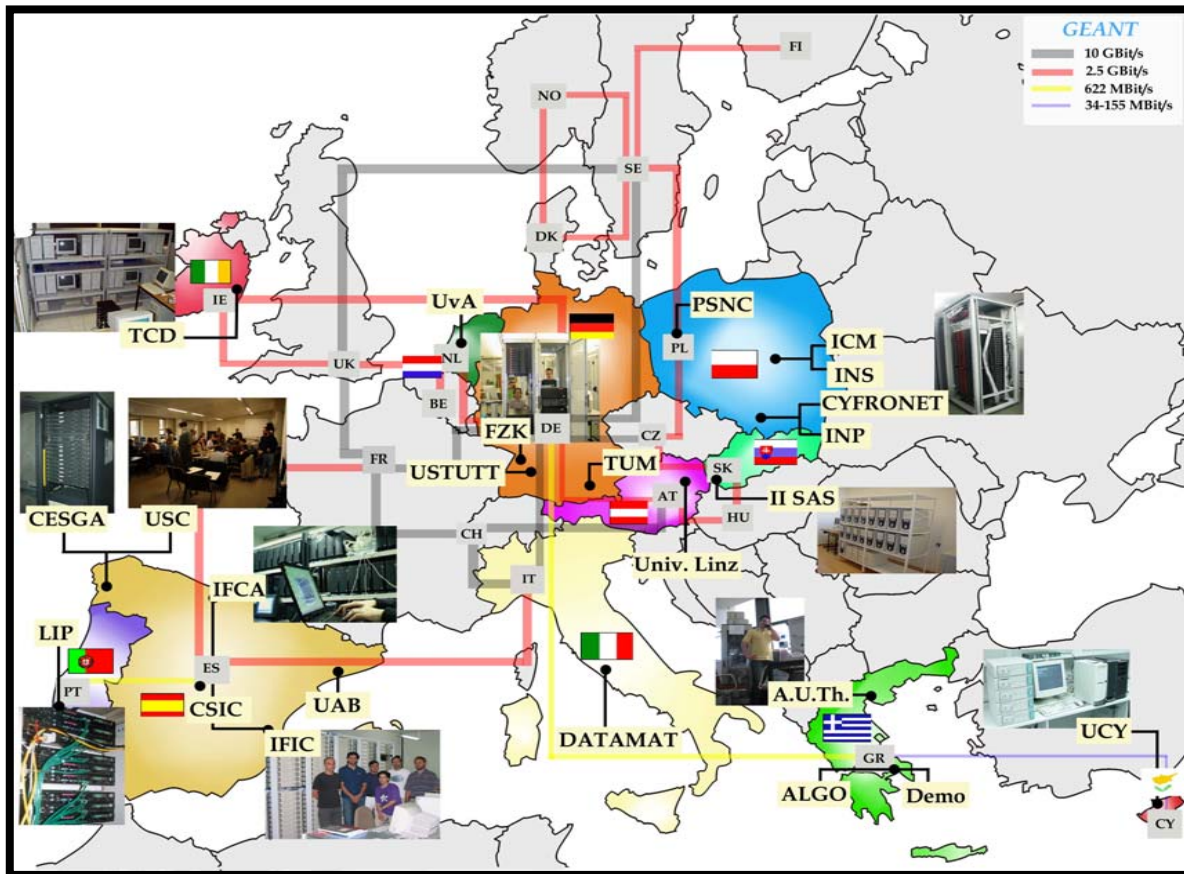 GEANT
10 GBit/s
2.5 GBit/s
622 MBit/s
34-155 MBit/s
FI
NO
SE
DK
IE
TCD
UvA
PSNC
UK
NL
PL
ICM
INS
BE
CYFRONET
FZK
DE
CZ
INP
FR
USTUTT
TUM
SK
CESGA
USC
AT
II SAS
HU
CH
Univ. Linz
IFCA
IT
LIP
ES
PT
CSIC
UAB
A.U.Th.
UCY
IFIC
DATAMAT
GR
ALGO
Demo
CY